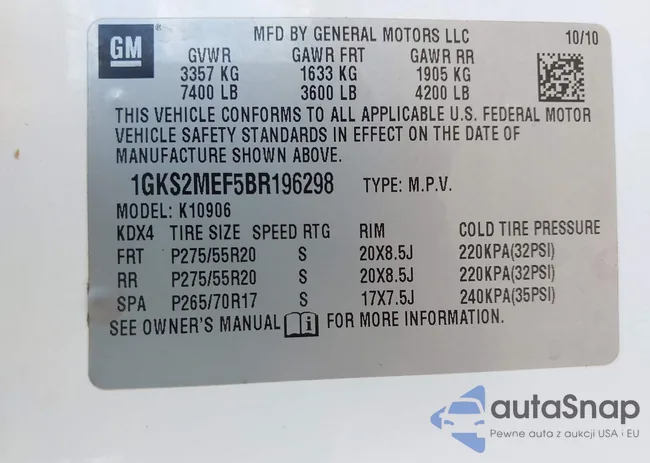 GM
MFD BY GENERAL MOTORS LLC 10/10
GVWR GAWR FRT GAWR RR
3357 KG 1633 KG 1905 KG
7400 LB 3600 LB 4200 LB
THIS VEHICLE CONFORMS TO ALL APPLICABLE U.S. FEDERAL MOTOR
VEHICLE SAFETY STANDARDS IN EFFECT ON THE DATE OF
MANUFACTURE SHOWN ABOVE.
1GKS2MEF5BR196298 TYPE: M.P.V.
MODEL: K10906
KDX4 TIRE SIZE SPEED RTG RIM COLD TIRE PRESSURE
FRT P275/55R20 S 20X8.5J 220KPA(32PSI)
RR P275/55R20 S 20X8.5J 220KPA(32PSI)
SPA P265/70R17 S 17X7.5J 240KPA(35PSI)
SEE OWNER'S MANUAL i FOR MORE INFORMATION.
autaSnap
Pewne auta z aukcji USA i EU